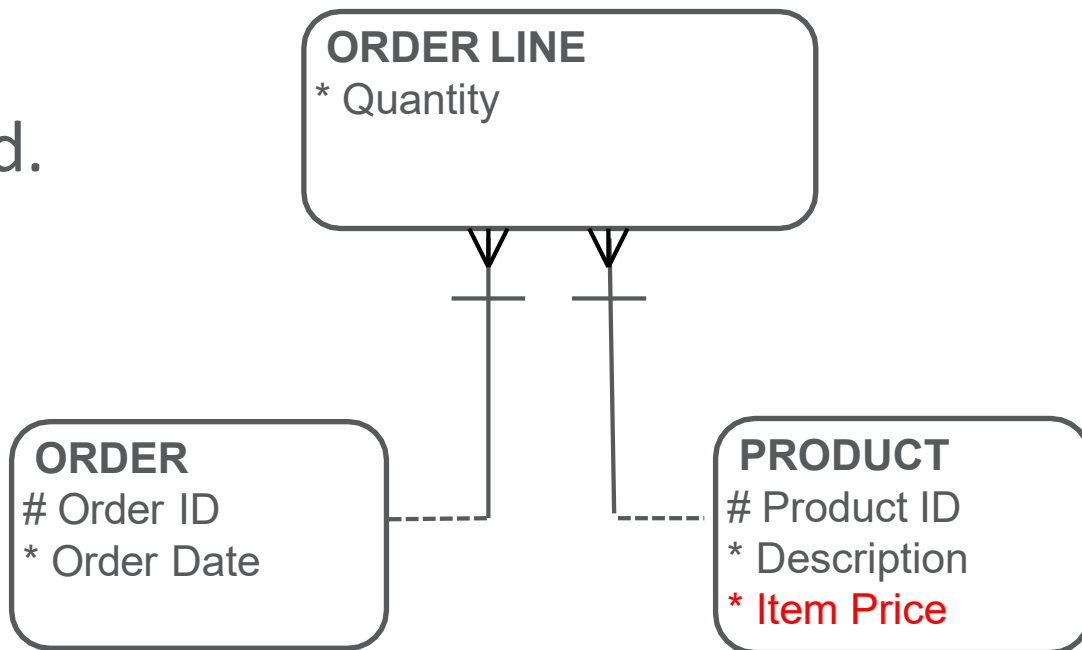 ORDER LINE
* Quantity
d.
ORDER
# Order ID
* Order Date
PRODUCT
# Product ID
* Description
* Item Price